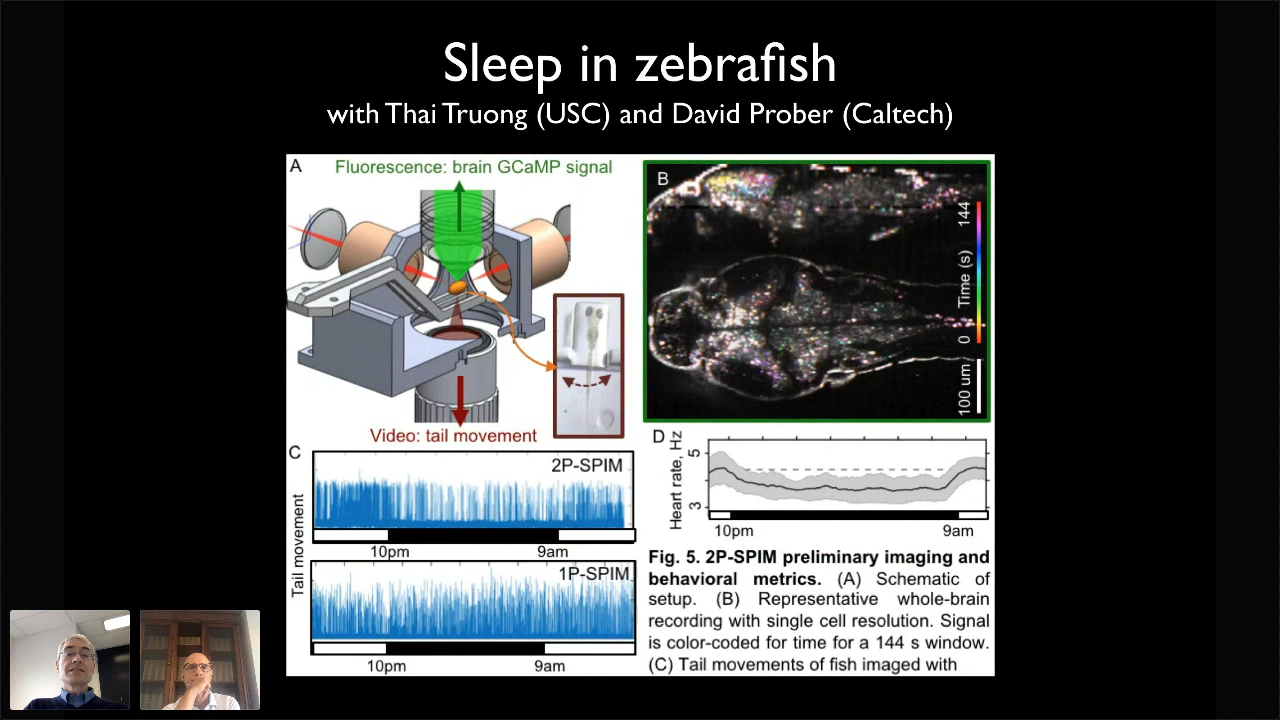 Sleep in zebrafish
with Thai Truong (USC) and David Prober (Caltech)
A
Fluorescence: brain GCaMP signal
Video: tail movement
B
0 Time (s) 144
100 um
C
Tail movement
2P-SPIM
10pm
9am
1P-SPIM
10pm
9am
D
Heart rate, Hz
5
3
10pm
9am
Fig. 5. 2P-SPIM preliminary imaging and
behavioral metrics. (A) Schematic of
setup. (B) Representative whole-brain
recording with single cell resolution. Signal
is color-coded for time for a 144 s window.
(C) Tail movements of fish imaged with